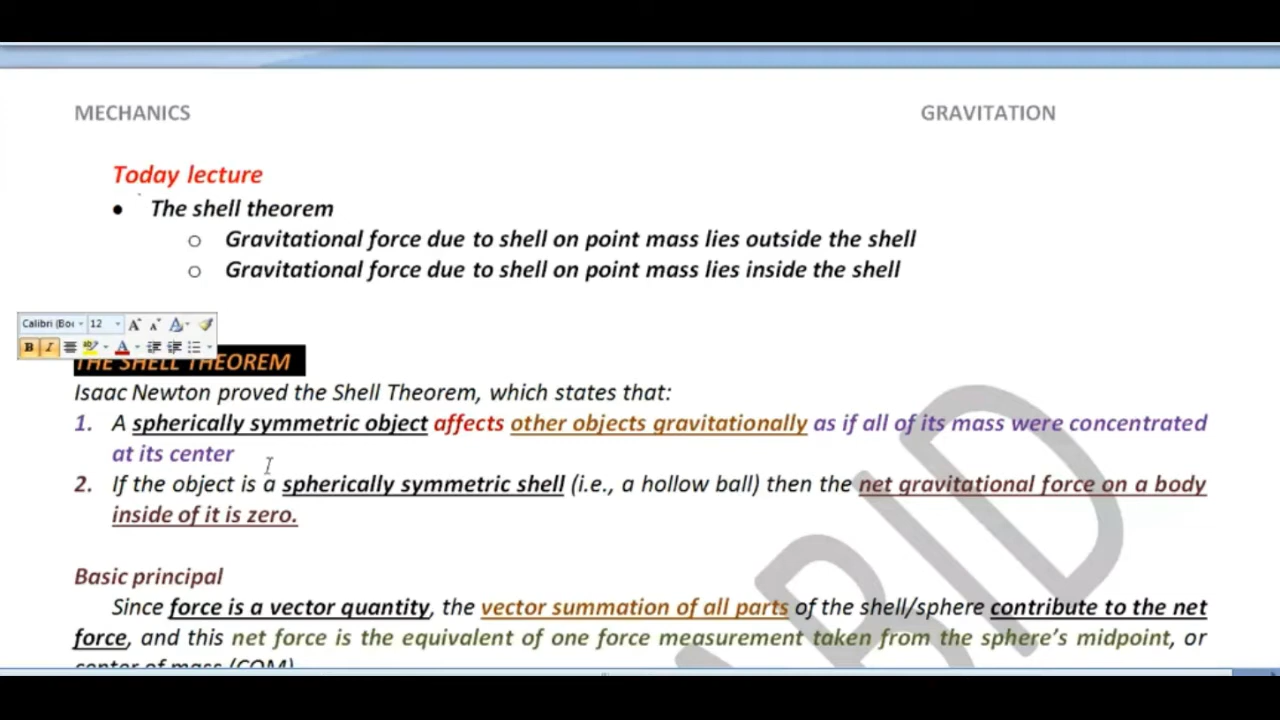 MECHANICS GRAVITATION
Today lecture
• The shell theorem
o Gravitational force due to shell on point mass lies outside the shell
o Gravitational force due to shell on point mass lies inside the shell
Calibri (Bo 12
THE SHELL THEOREM
Isaac Newton proved the Shell Theorem, which states that:
1. A spherically symmetric object affects other objects gravitationally as if all of its mass were concentrated
at its center
2. If the object is a spherically symmetric shell (i.e., a hollow ball) then the net gravitational force on a body
inside of it is zero.
Basic principal
Since force is a vector quantity, the vector summation of all parts of the shell/sphere contribute to the net
force, and this net force is the equivalent of one force measurement taken from the sphere's midpoint, or
center of mass (COM)